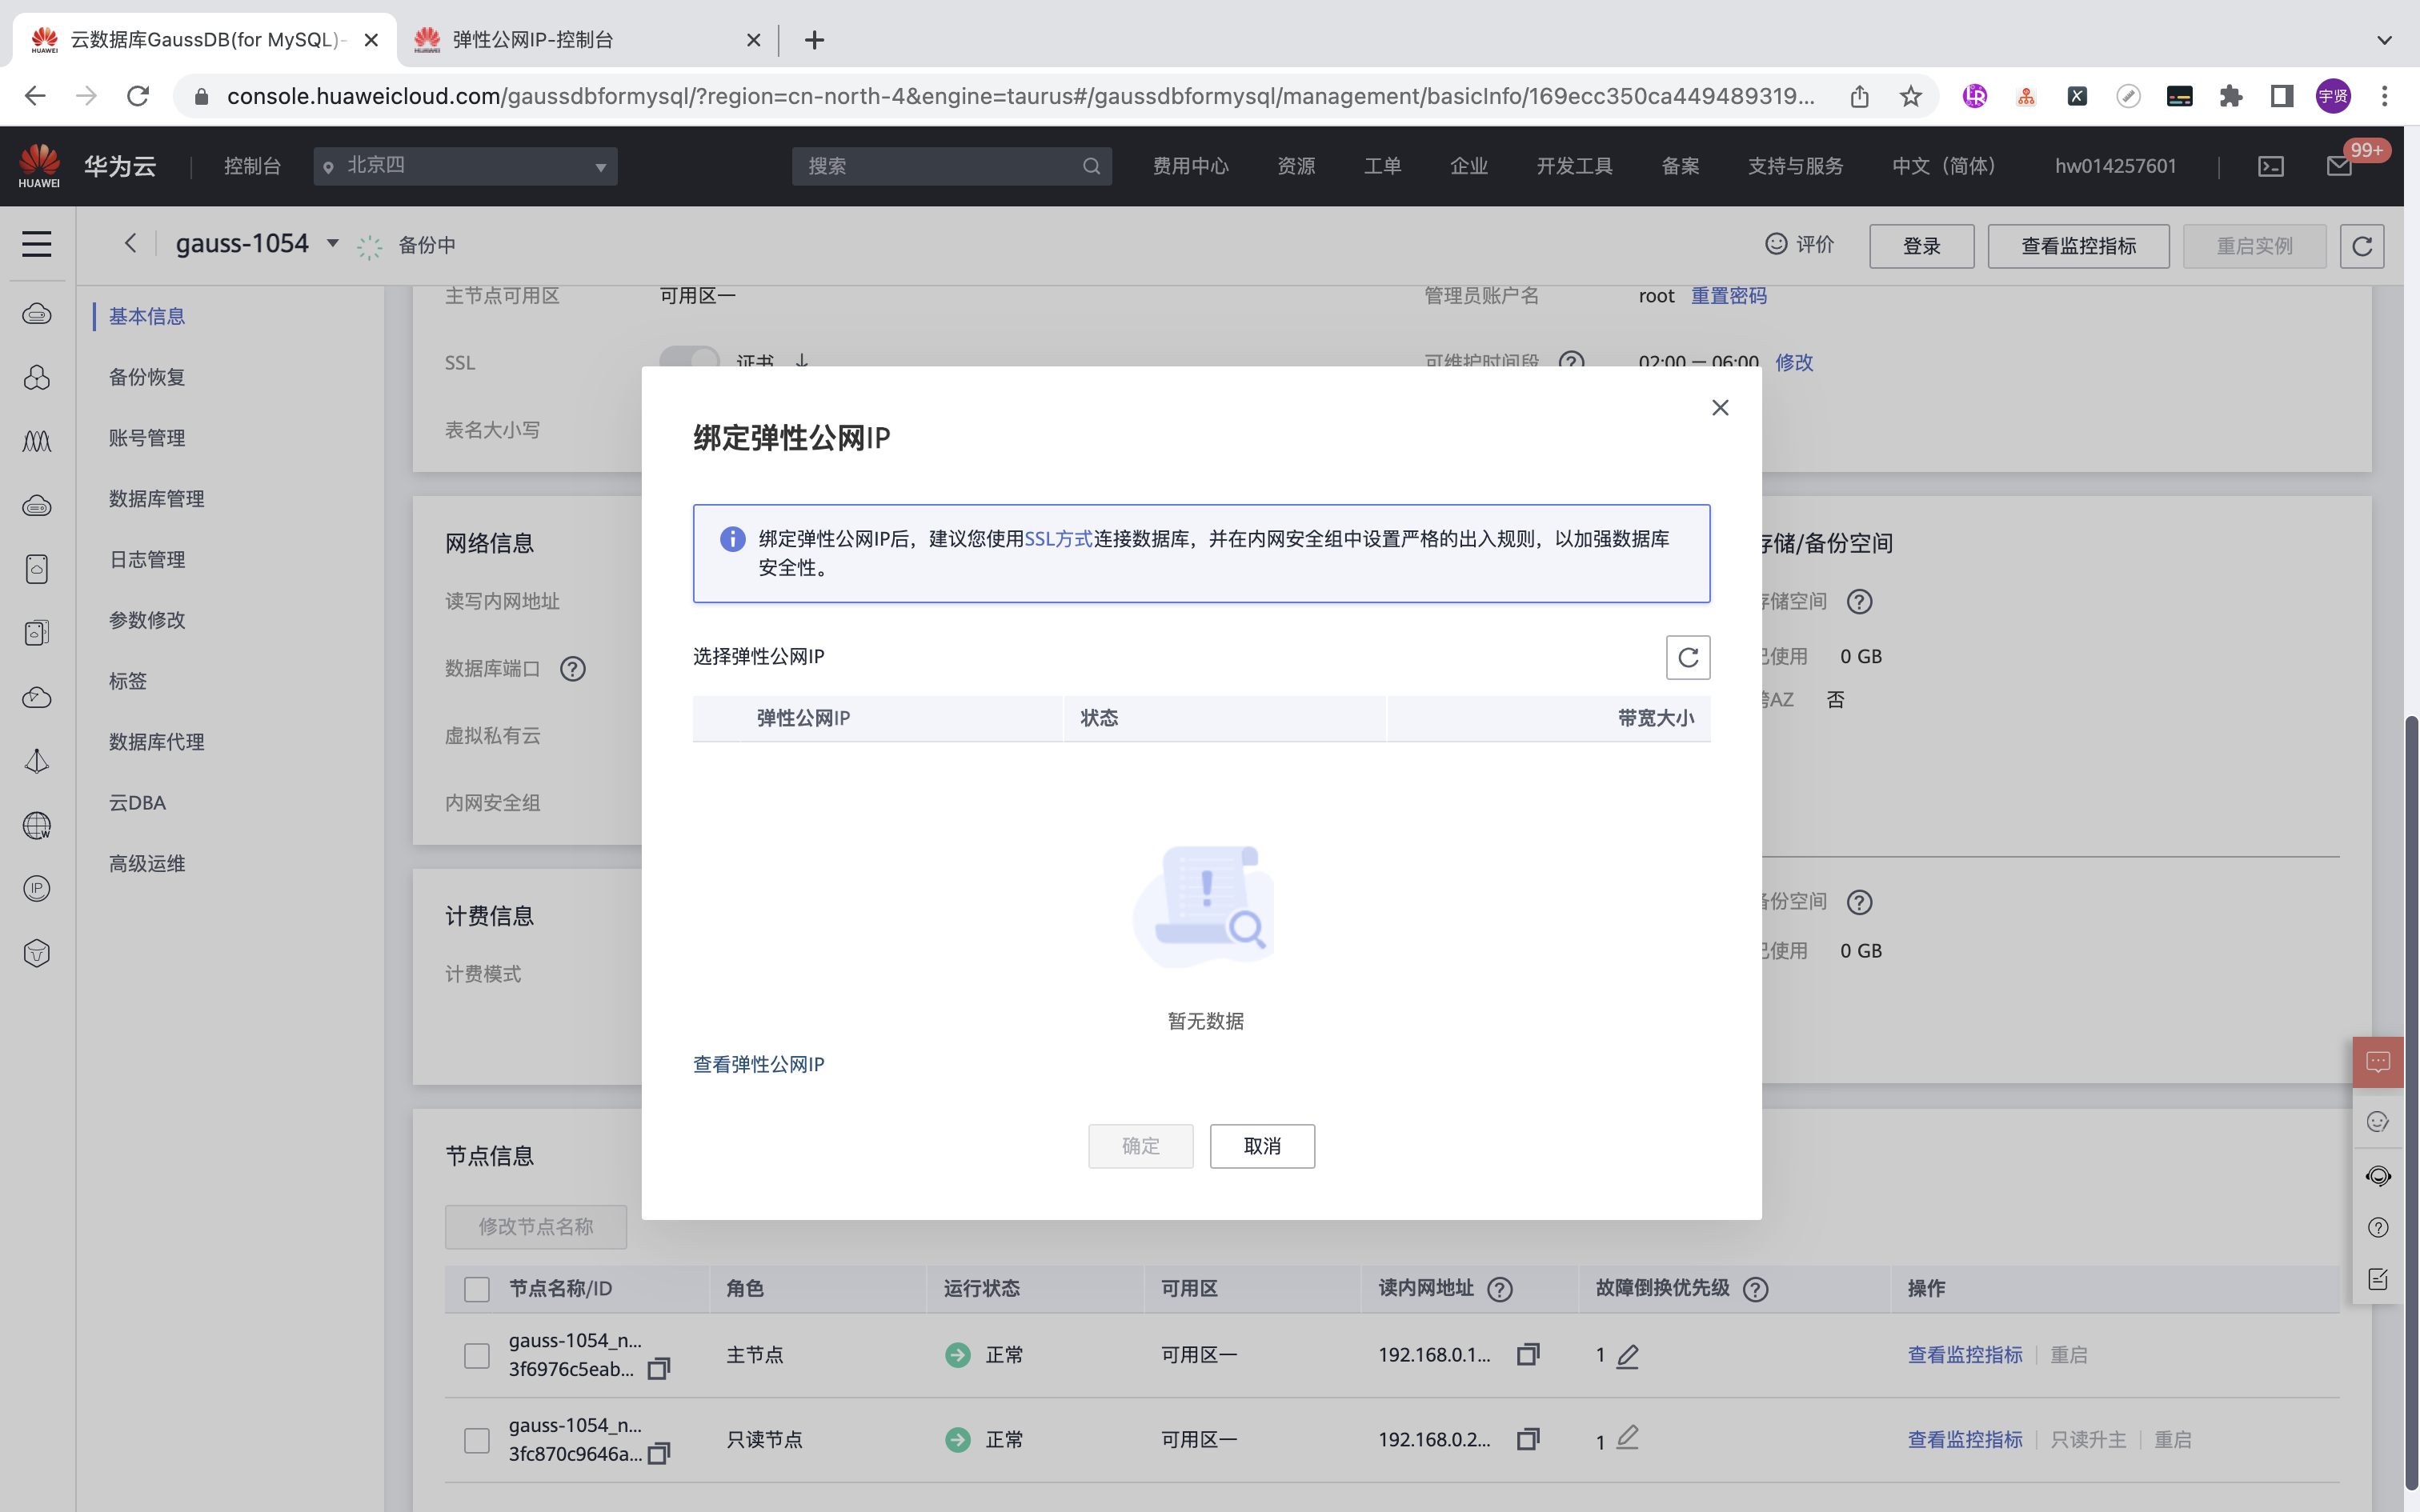 云数据库GaussDB(for MySQL)-
弹性公网IP-控制台
console.huaweicloud.com/gaussdbformysql/?region=cn-north-4&engine=taurus#/gaussdbformysql/management/basicInfo/169ecc350ca449489319...
宇贤
HUAWEI
华为云
控制台
北京四
搜索
费用中心
资源
工单
企业
开发工具
备案
支持与服务
中文（简体）
hw014257601
99+
gauss-1054
备份中
评价
登录
查看监控指标
重启实例
基本信息
备份恢复
账号管理
数据库管理
日志管理
参数修改
标签
数据库代理
云DBA
高级运维
主节点可用区
可用区一
管理员账户名
root 重置密码
SSL
证书
可维护时间段
02:00 — 06:00 修改
表名大小写
网络信息
读写内网地址
数据库端口
虚拟私有云
内网安全组
计费信息
计费模式
存储/备份空间
存储空间
已使用 0 GB
跨AZ 否
备份空间
已使用 0 GB
绑定弹性公网IP
绑定弹性公网IP后，建议您使用SSL方式连接数据库，并在内网安全组中设置严格的出入规则，以加强数据库
安全性。
选择弹性公网IP
弹性公网IP 状态 带宽大小
暂无数据
查看弹性公网IP
确定 取消
节点信息
修改节点名称
节点名称/ID 角色 运行状态 可用区 读内网地址 故障倒换优先级 操作
gauss-1054_n...
3f6976c5eab...
主节点 正常 可用区一 192.168.0.1... 1 查看监控指标 重启
gauss-1054_n...
3fc870c9646a...
只读节点 正常 可用区一 192.168.0.2... 1 查看监控指标 只读升主 重启